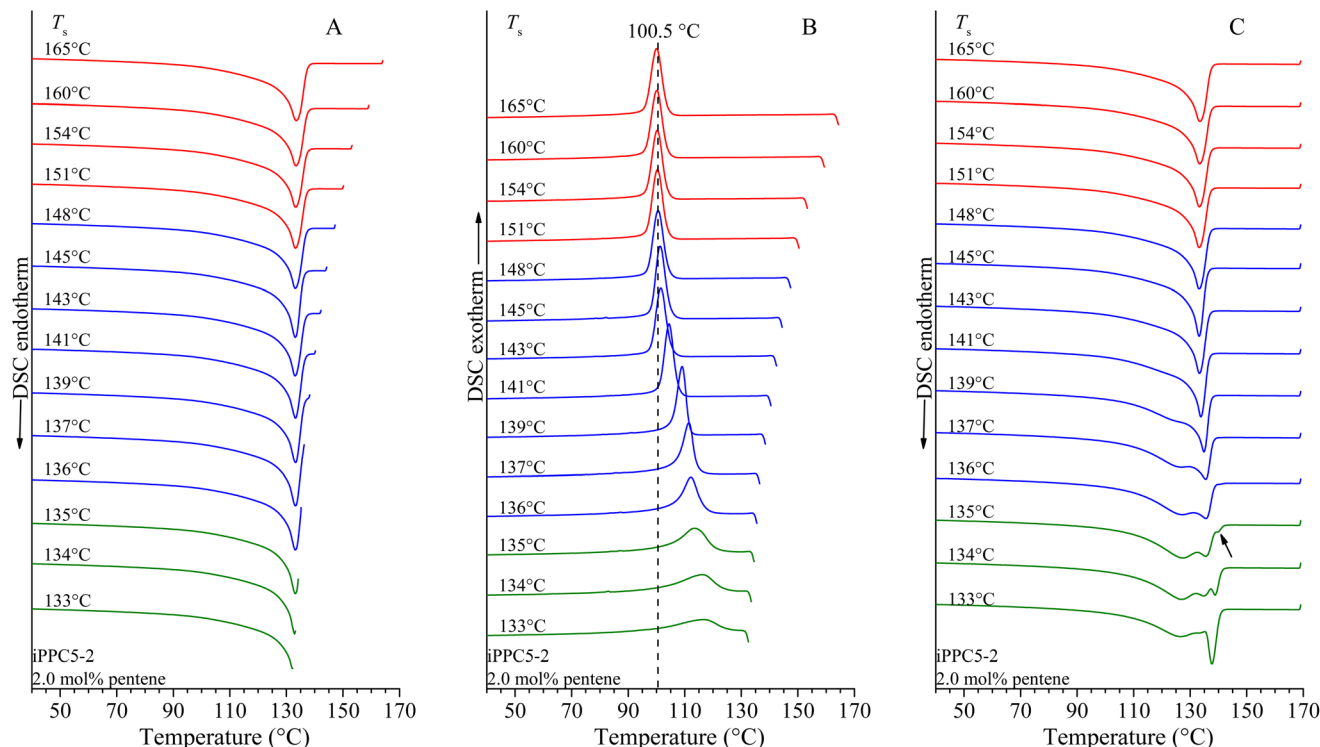 A
T_s
165°C
160°C
154°C
151°C
148°C
145°C
143°C
141°C
139°C
137°C
136°C
135°C
134°C
133°C
iPPC5-2
2.0 mol% pentene
DSC endotherm
50 70 90 110 130 150 170
Temperature (°C)
B
T_s
100.5 °C
165°C
160°C
154°C
151°C
148°C
145°C
143°C
141°C
139°C
137°C
136°C
135°C
134°C
133°C
iPPC5-2
2.0 mol% pentene
DSC exotherm
50 70 90 110 130 150 170
Temperature (°C)
C
T_s
165°C
160°C
154°C
151°C
148°C
145°C
143°C
141°C
139°C
137°C
136°C
135°C
134°C
133°C
iPPC5-2
2.0 mol% pentene
DSC endotherm
50 70 90 110 130 150 170
Temperature (°C)